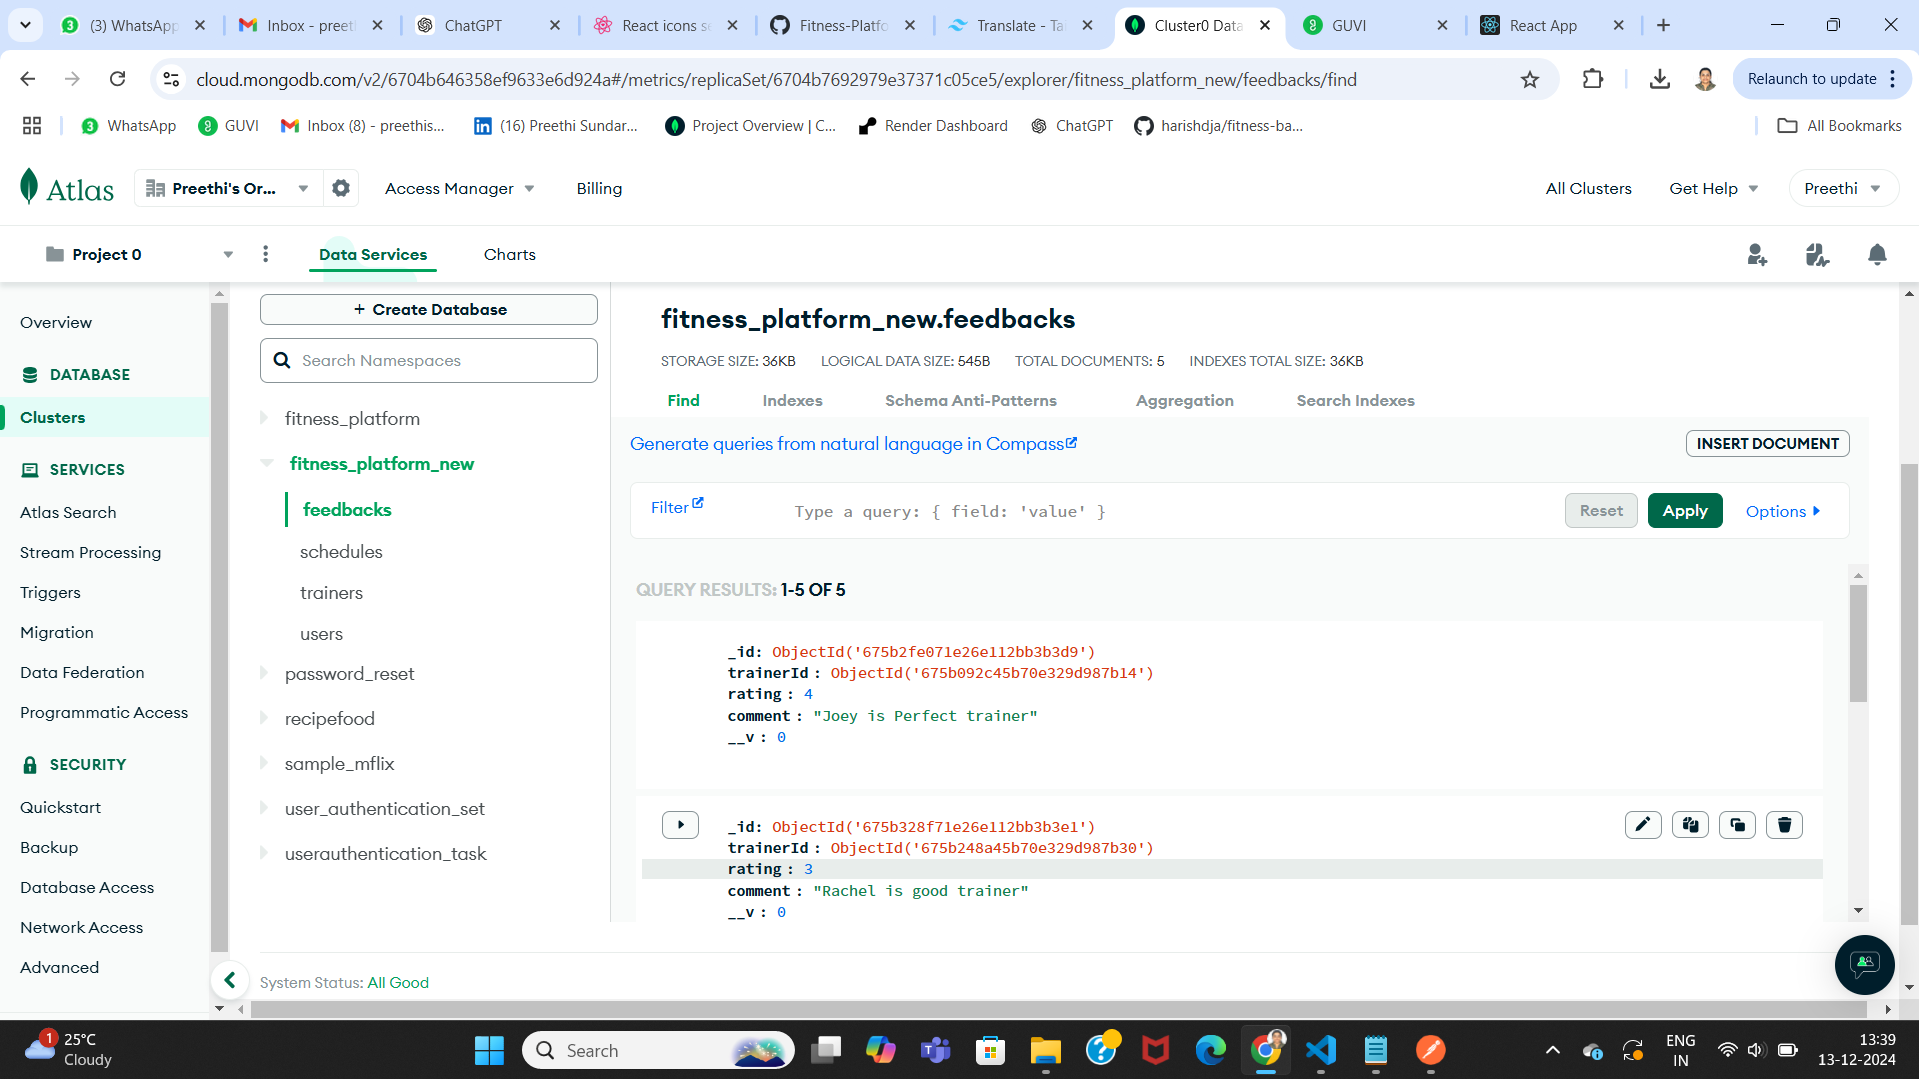 (3) WhatsApp
Inbox - preeth
ChatGPT
React icons se
Fitness-Platfo
Translate - Tai
Cluster0 Data
GUVI
React App
cloud.mongodb.com/v2/6704b646358ef9633e6d924a#/metrics/replicaSet/6704b7692979e37371c05ce5/explorer/fitness_platform_new/feedbacks/find
Relaunch to update
WhatsApp
GUVI
Inbox (8) - preethis...
(16) Preethi Sundar...
Project Overview | C...
Render Dashboard
ChatGPT
harishdja/fitness-ba...
All Bookmarks
Atlas
Preethi's Or...
Access Manager
Billing
All Clusters
Get Help
Preethi
Project 0
Data Services
Charts
Overview
DATABASE
Clusters
SERVICES
Atlas Search
Stream Processing
Triggers
Migration
Data Federation
Programmatic Access
SECURITY
Quickstart
Backup
Database Access
Network Access
Advanced
+ Create Database
Search Namespaces
fitness_platform
fitness_platform_new
feedbacks
schedules
trainers
users
password_reset
recipefood
sample_mflix
user_authentication_set
userauthentication_task
fitness_platform_new.feedbacks
STORAGE SIZE: 36KB LOGICAL DATA SIZE: 545B TOTAL DOCUMENTS: 5 INDEXES TOTAL SIZE: 36KB
Find Indexes Schema Anti-Patterns Aggregation Search Indexes
Generate queries from natural language in Compass
INSERT DOCUMENT
Filter
Type a query: { field: 'value' }
Reset
Apply
Options
QUERY RESULTS: 1-5 OF 5
_id: ObjectId('675b2fe071e26e112bb3b3d9')
trainerId : ObjectId('675b092c45b70e329d987b14')
rating : 4
comment : "Joey is Perfect trainer"
__v : 0
_id: ObjectId('675b328f71e26e112bb3b3e1')
trainerId : ObjectId('675b248a45b70e329d987b30')
rating : 3
comment : "Rachel is good trainer"
__v : 0
System Status: All Good
1
25°C
Cloudy
Search
ENG
IN
13:39
13-12-2024